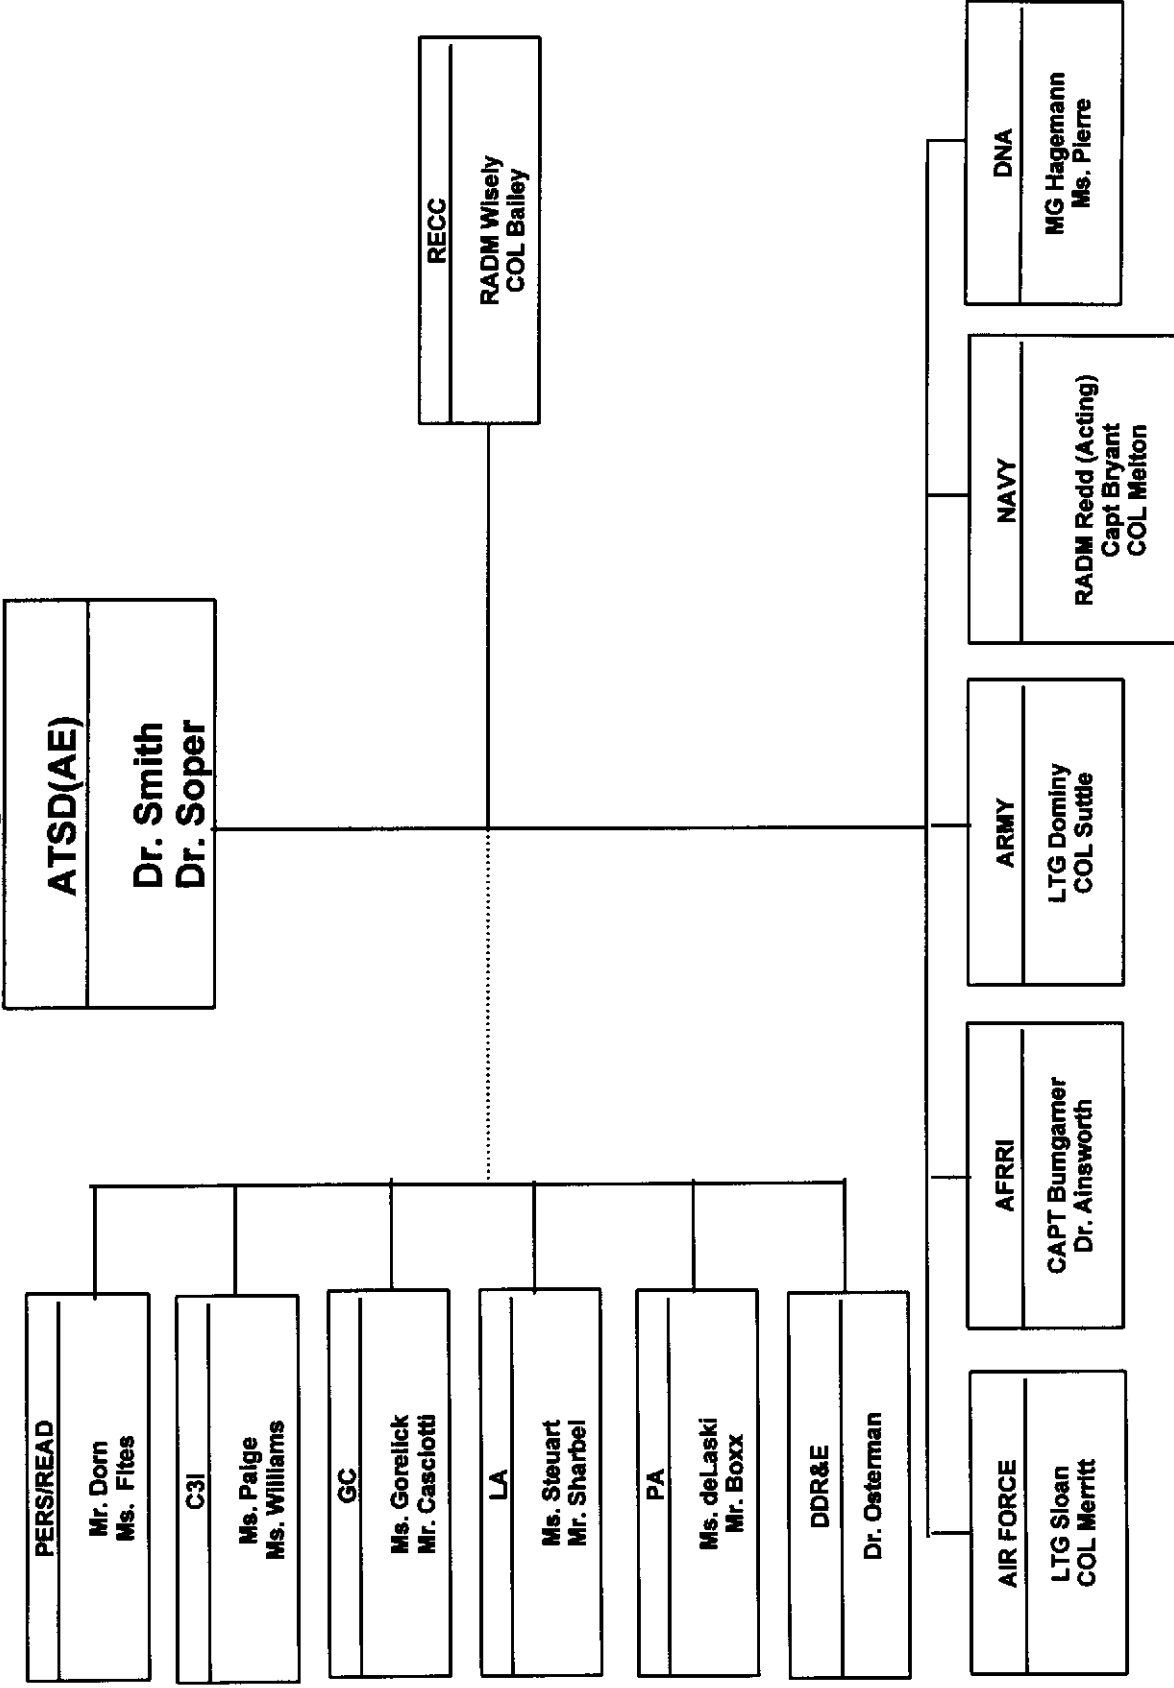 ATSD(AE)
Dr. Smith
Dr. Soper
PERS/READ
Mr. Dorn
Ms. Fites
C3I
Ms. Paige
Ms. Williams
GC
Ms. Gorelick
Mr. Casciotti
LA
Ms. Steuart
Mr. Sharbel
PA
Ms. deLaski
Mr. Boxx
DDR&E
Dr. Osterman
RECC
RADM Wisely
COL Bailey
AIR FORCE
LTG Sloan
COL Merritt
AFRRI
CAPT Bumgarner
Dr. Ainsworth
ARMY
LTG Dominy
COL Suttle
NAVY
RADM Redd (Acting)
Capt Bryant
COL Melton
DNA
MG Hagemann
Ms. Pierre